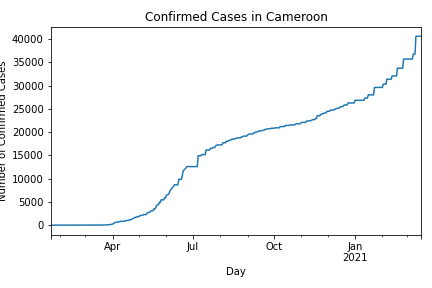 Confirmed Cases in Cameroon
40000
35000
30000
25000
20000
15000
10000
5000
0
Number of Confirmed Cases
Apr
Jul
Oct
Jan
2021
Day